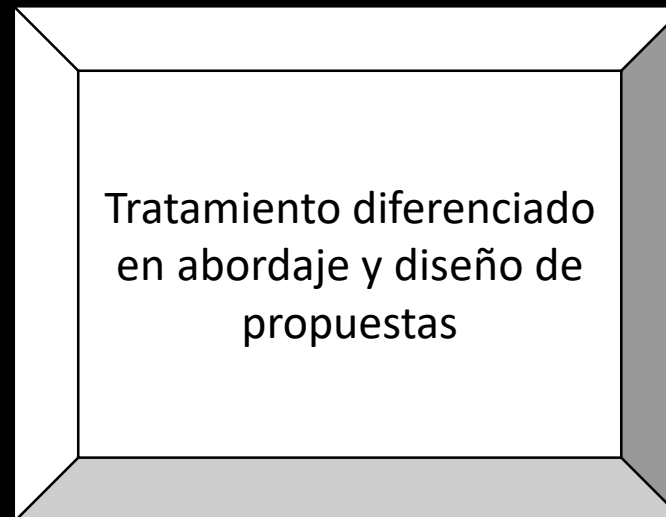 Tratamiento diferenciado
en abordaje y diseño de
propuestas